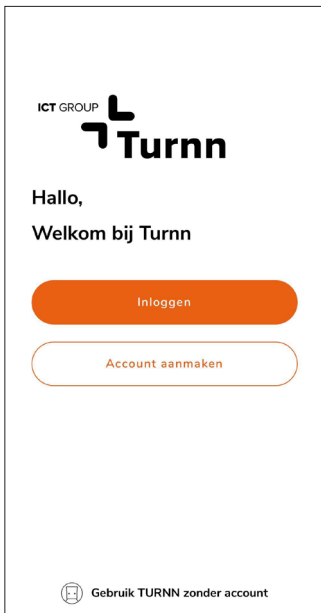 ICT GROUP
Turnn
Hallo,
Welkom bij Turnn
Inloggen
Account aanmaken
Gebruik TURNN zonder account